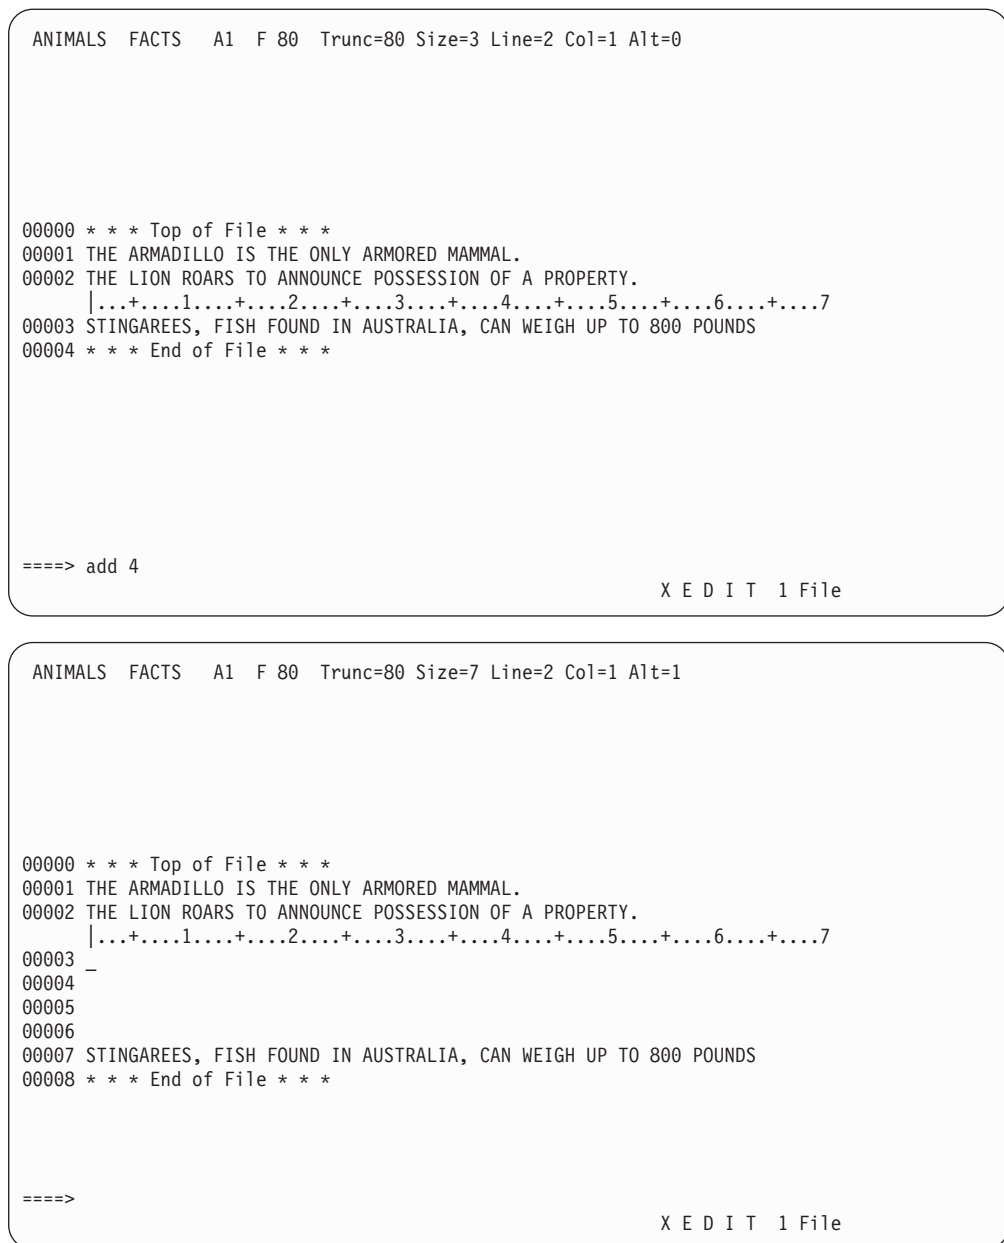 ANIMALS  FACTS   A1  F 80  Trunc=80 Size=3 Line=2 Col=1 Alt=0
00000 * * * Top of File * * *
00001 THE ARMADILLO IS THE ONLY ARMORED MAMMAL.
00002 THE LION ROARS TO ANNOUNCE POSSESSION OF A PROPERTY.
|...+....1....+....2....+....3....+....4....+....5....+....6....+....7
00003 STINGAREES, FISH FOUND IN AUSTRALIA, CAN WEIGH UP TO 800 POUNDS
00004 * * * End of File * * *
====> add 4
X E D I T  1 File
ANIMALS  FACTS   A1  F 80  Trunc=80 Size=7 Line=2 Col=1 Alt=1
00000 * * * Top of File * * *
00001 THE ARMADILLO IS THE ONLY ARMORED MAMMAL.
00002 THE LION ROARS TO ANNOUNCE POSSESSION OF A PROPERTY.
|...+....1....+....2....+....3....+....4....+....5....+....6....+....7
00003 _
00004
00005
00006
00007 STINGAREES, FISH FOUND IN AUSTRALIA, CAN WEIGH UP TO 800 POUNDS
00008 * * * End of File * * *
====>
X E D I T  1 File